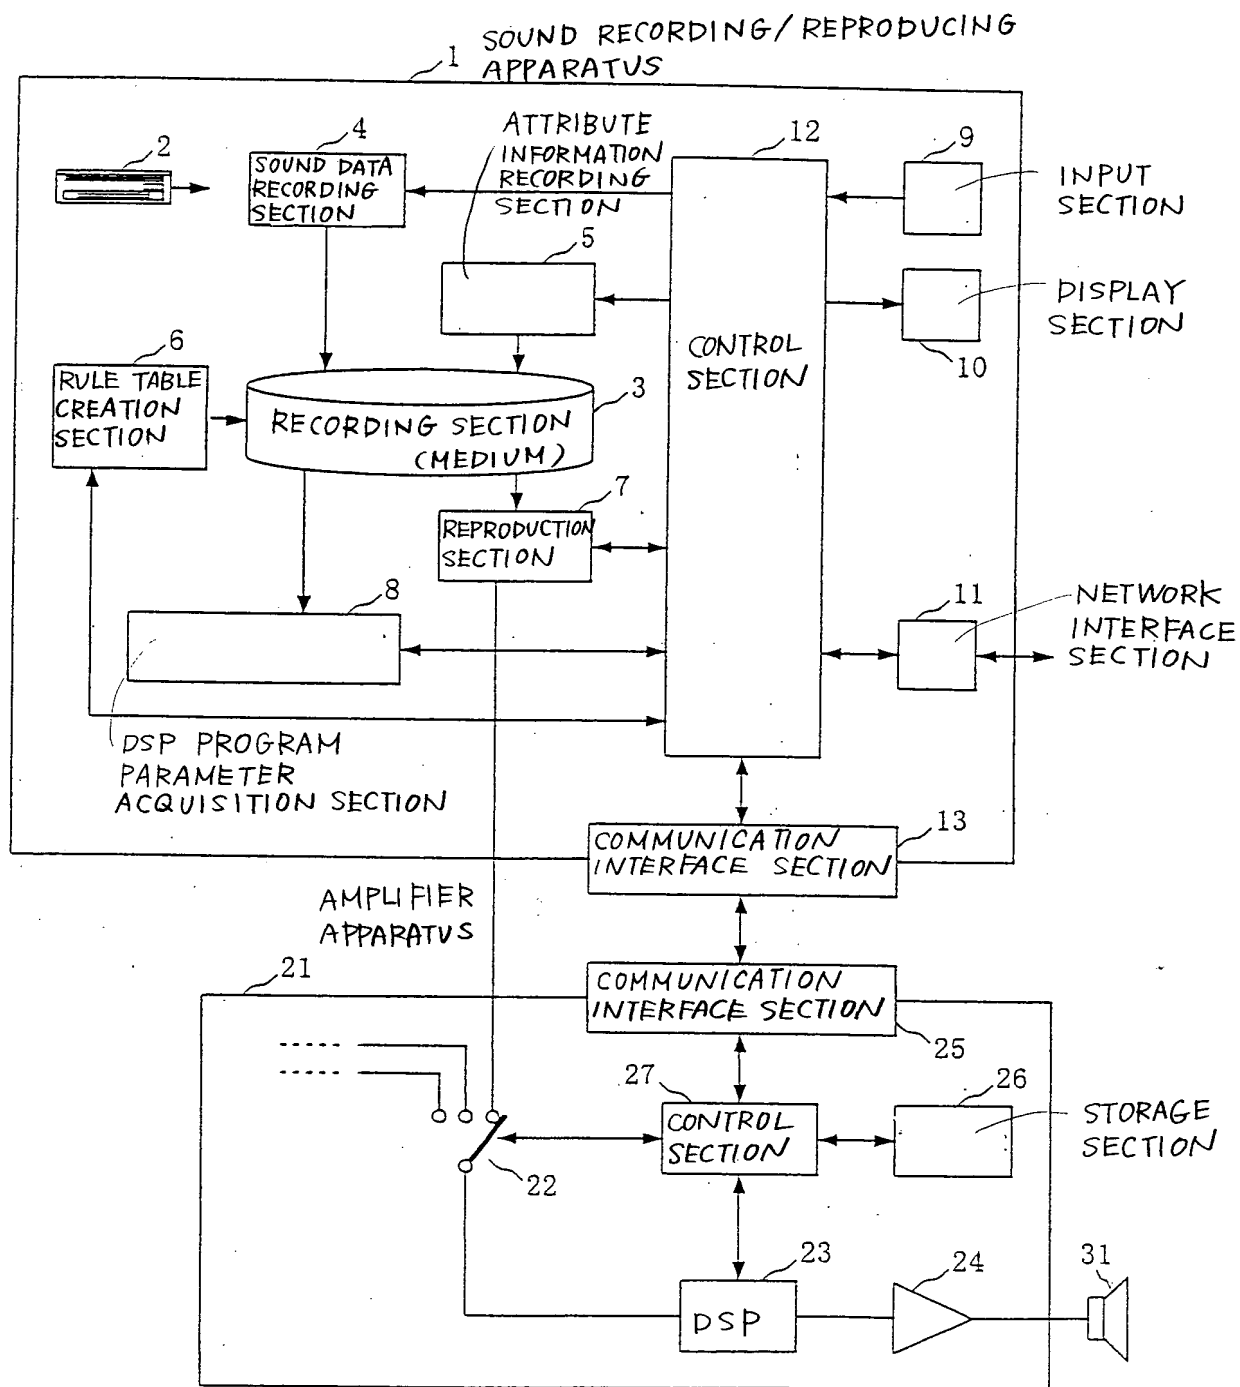 SOUND RECORDING/REPRODUCING
APPARATUS
1
2
4
SOUND DATA
RECORDING
SECTION
ATTRIBUTE
INFORMATION
RECORDING
SECTION
5
12
CONTROL
SECTION
9
INPUT
SECTION
DISPLAY
SECTION
10
6
RULE TABLE
CREATION
SECTION
3
RECORDING SECTION
(MEDIUM)
7
REPRODUCTION
SECTION
8
DSP PROGRAM
PARAMETER
ACQUISITION SECTION
11
NETWORK
INTERFACE
SECTION
COMMUNICATION
INTERFACE SECTION
13
AMPLIFIER
APPARATUS
21
COMMUNICATION
INTERFACE SECTION
25
22
27
CONTROL
SECTION
26
STORAGE
SECTION
23
DSP
24
31